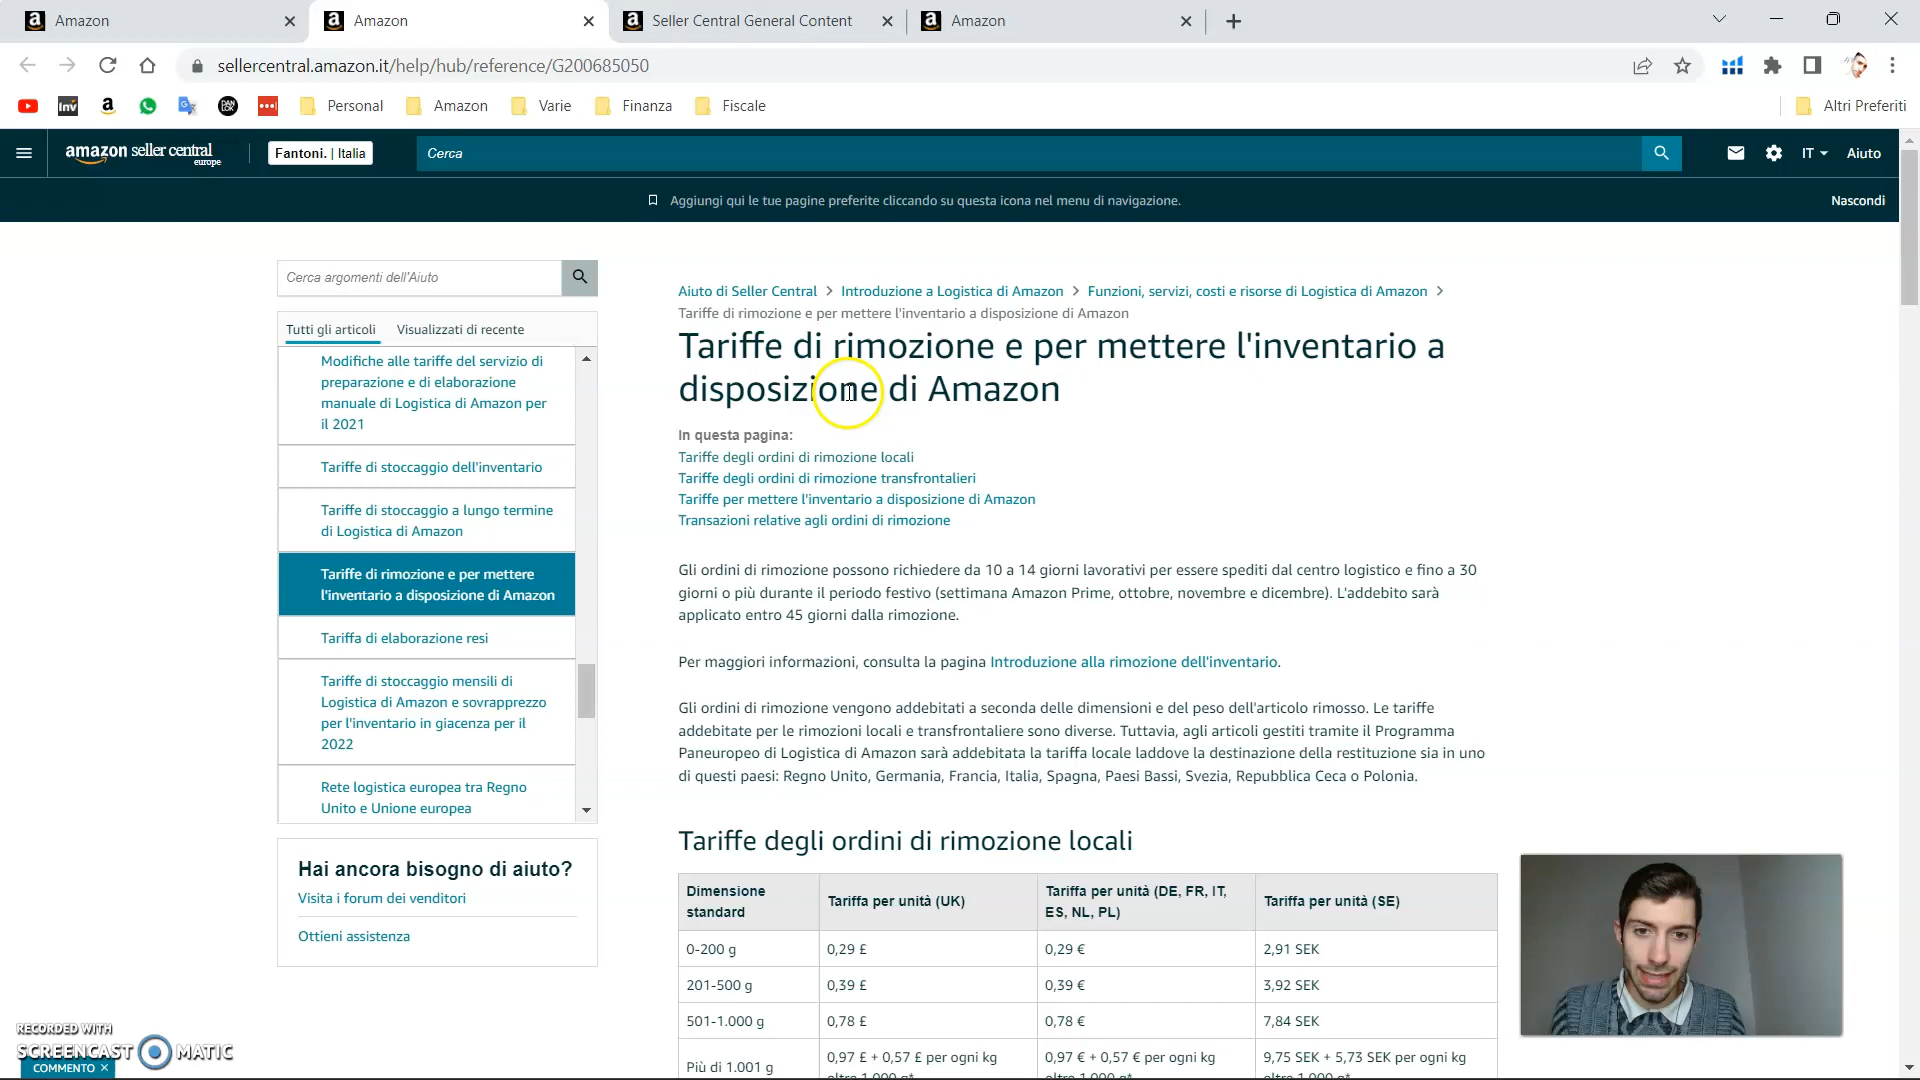 Amazon
Amazon
Seller Central General Content
Amazon
sellercentral.amazon.it/help/hub/reference/G200685050
Inv
Personal
Amazon
Varie
Finanza
Fiscale
Altri Preferiti
amazon seller central
europe
Fantoni. | Italia
Cerca
IT
Aiuto
Aggiungi qui le tue pagine preferite cliccando su questa icona nel menu di navigazione.
Nascondi
Cerca argomenti dell'Aiuto
Tutti gli articoli
Visualizzati di recente
Modifiche alle tariffe del servizio di
preparazione e di elaborazione
manuale di Logistica di Amazon per
il 2021
Tariffe di stoccaggio dell'inventario
Tariffe di stoccaggio a lungo termine
di Logistica di Amazon
Tariffe di rimozione e per mettere
l'inventario a disposizione di Amazon
Tariffa di elaborazione resi
Tariffe di stoccaggio mensili di
Logistica di Amazon e sovrapprezzo
per l'inventario in giacenza per il
2022
Rete logistica europea tra Regno
Unito e Unione europea
Hai ancora bisogno di aiuto?
Visita i forum dei venditori
Ottieni assistenza
Aiuto di Seller Central > Introduzione a Logistica di Amazon > Funzioni, servizi, costi e risorse di Logistica di Amazon >
Tariffe di rimozione e per mettere l'inventario a disposizione di Amazon
Tariffe di rimozione e per mettere l'inventario a
disposizione di Amazon
In questa pagina:
Tariffe degli ordini di rimozione locali
Tariffe degli ordini di rimozione transfrontalieri
Tariffe per mettere l'inventario a disposizione di Amazon
Transazioni relative agli ordini di rimozione
Gli ordini di rimozione possono richiedere da 10 a 14 giorni lavorativi per essere spediti dal centro logistico e fino a 30
giorni o più durante il periodo festivo (settimana Amazon Prime, ottobre, novembre e dicembre). L'addebito sarà
applicato entro 45 giorni dalla rimozione.
Per maggiori informazioni, consulta la pagina Introduzione alla rimozione dell'inventario.
Gli ordini di rimozione vengono addebitati a seconda delle dimensioni e del peso dell'articolo rimosso. Le tariffe
addebitate per le rimozioni locali e transfrontaliere sono diverse. Tuttavia, agli articoli gestiti tramite il Programma
Paneuropeo di Logistica di Amazon sarà addebitata la tariffa locale laddove la destinazione della restituzione sia in uno
di questi paesi: Regno Unito, Germania, Francia, Italia, Spagna, Paesi Bassi, Svezia, Repubblica Ceca o Polonia.
Tariffe degli ordini di rimozione locali
Dimensione
standard
Tariffa per unità (UK)
Tariffa per unità (DE, FR, IT,
ES, NL, PL)
Tariffa per unità (SE)
0-200 g
0,29 £
0,29 €
2,91 SEK
201-500 g
0,39 £
0,39 €
3,92 SEK
501-1.000 g
0,78 £
0,78 €
7,84 SEK
Più di 1.001 g
0,97 £ + 0,57 £ per ogni kg
oltre 1.000 g*
0,97 € + 0,57 € per ogni kg
oltre 1.000 g*
9,75 SEK + 5,73 SEK per ogni kg
oltre 1.000 g*
RECORDED WITH
SCREENCAST MATIC
COMMENTO ×